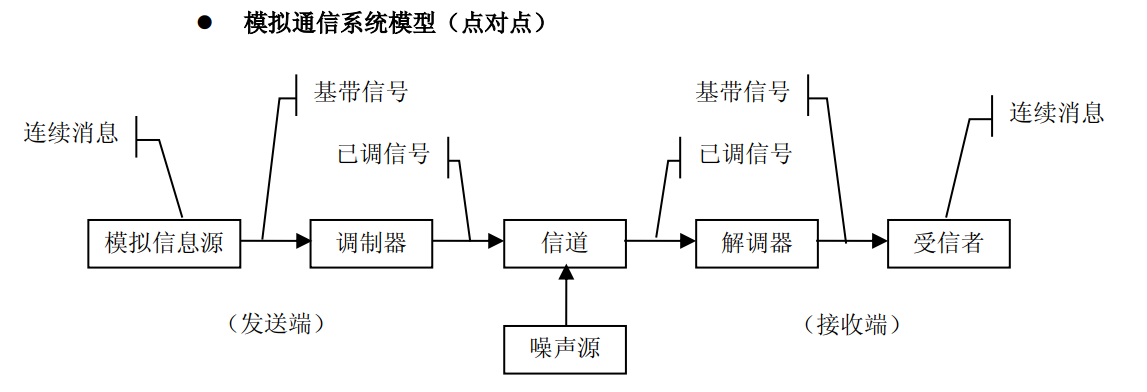 ● 模拟通信系统模型（点对点）
基带信号
基带信号
连续消息
连续消息
已调信号
已调信号
模拟信息源
调制器
信道
解调器
受信者
（发送端）
（接收端）
噪声源